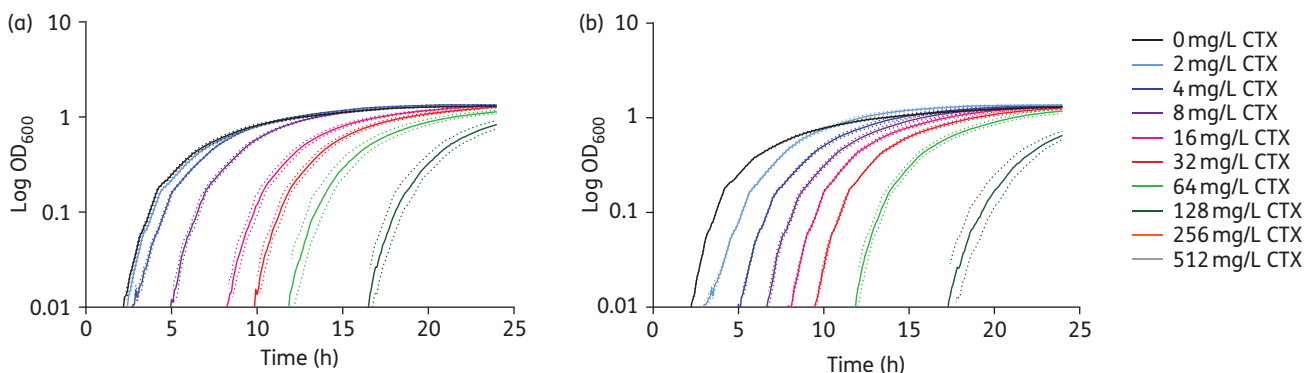 (a)
10
1
0.1
0.01
Log OD600
0 5 10 15 20 25
Time (h)
(b)
10
1
0.1
0.01
Log OD600
0 5 10 15 20 25
Time (h)
0 mg/L CTX
2 mg/L CTX
4 mg/L CTX
8 mg/L CTX
16 mg/L CTX
32 mg/L CTX
64 mg/L CTX
128 mg/L CTX
256 mg/L CTX
512 mg/L CTX